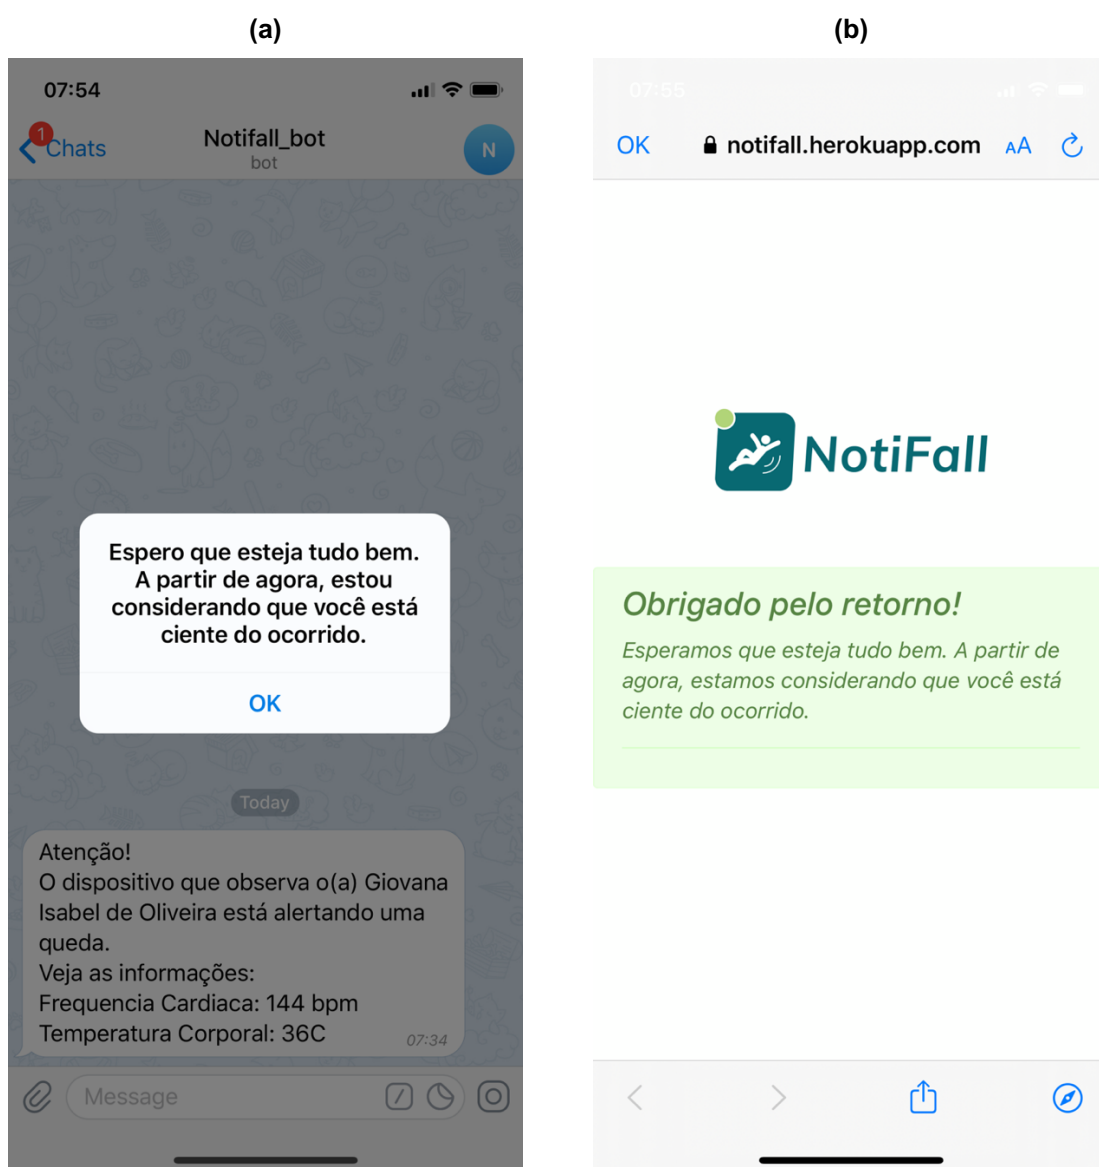 (a)
07:54
1
Chats
Notifall_bot
bot
N
Espero que esteja tudo bem.
A partir de agora, estou
considerando que você está
ciente do ocorrido.
OK
Today
Atenção!
O dispositivo que observa o(a) Giovana
Isabel de Oliveira está alertando uma
queda.
Veja as informações:
Frequencia Cardiaca: 144 bpm
Temperatura Corporal: 36C
07:34
Message
(b)
07:55
OK
notifall.herokuapp.com
AA
NotiFall
Obrigado pelo retorno!
Esperamos que esteja tudo bem. A partir de
agora, estamos considerando que você está
ciente do ocorrido.